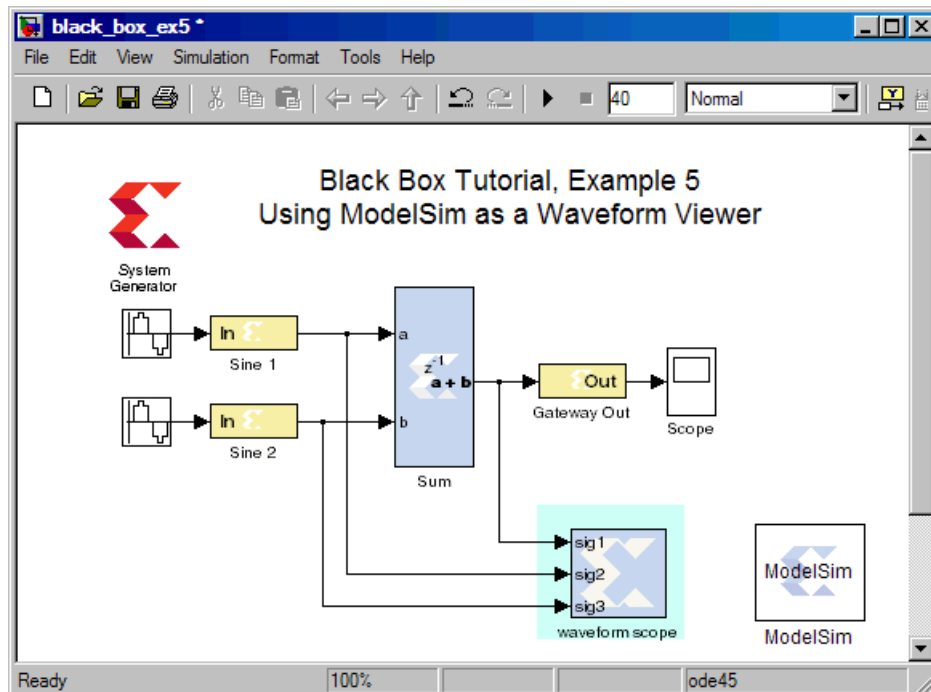 black_box_ex5 *
File Edit View Simulation Format Tools Help
40 Normal
Black Box Tutorial, Example 5
Using ModelSim as a Waveform Viewer
System
Generator
In
Sine 1
In
Sine 2
a
b
z-1
a + b
Sum
Out
Gateway Out
Scope
sig1
sig2
sig3
waveform scope
ModelSim
ModelSim
Ready 100% ode45